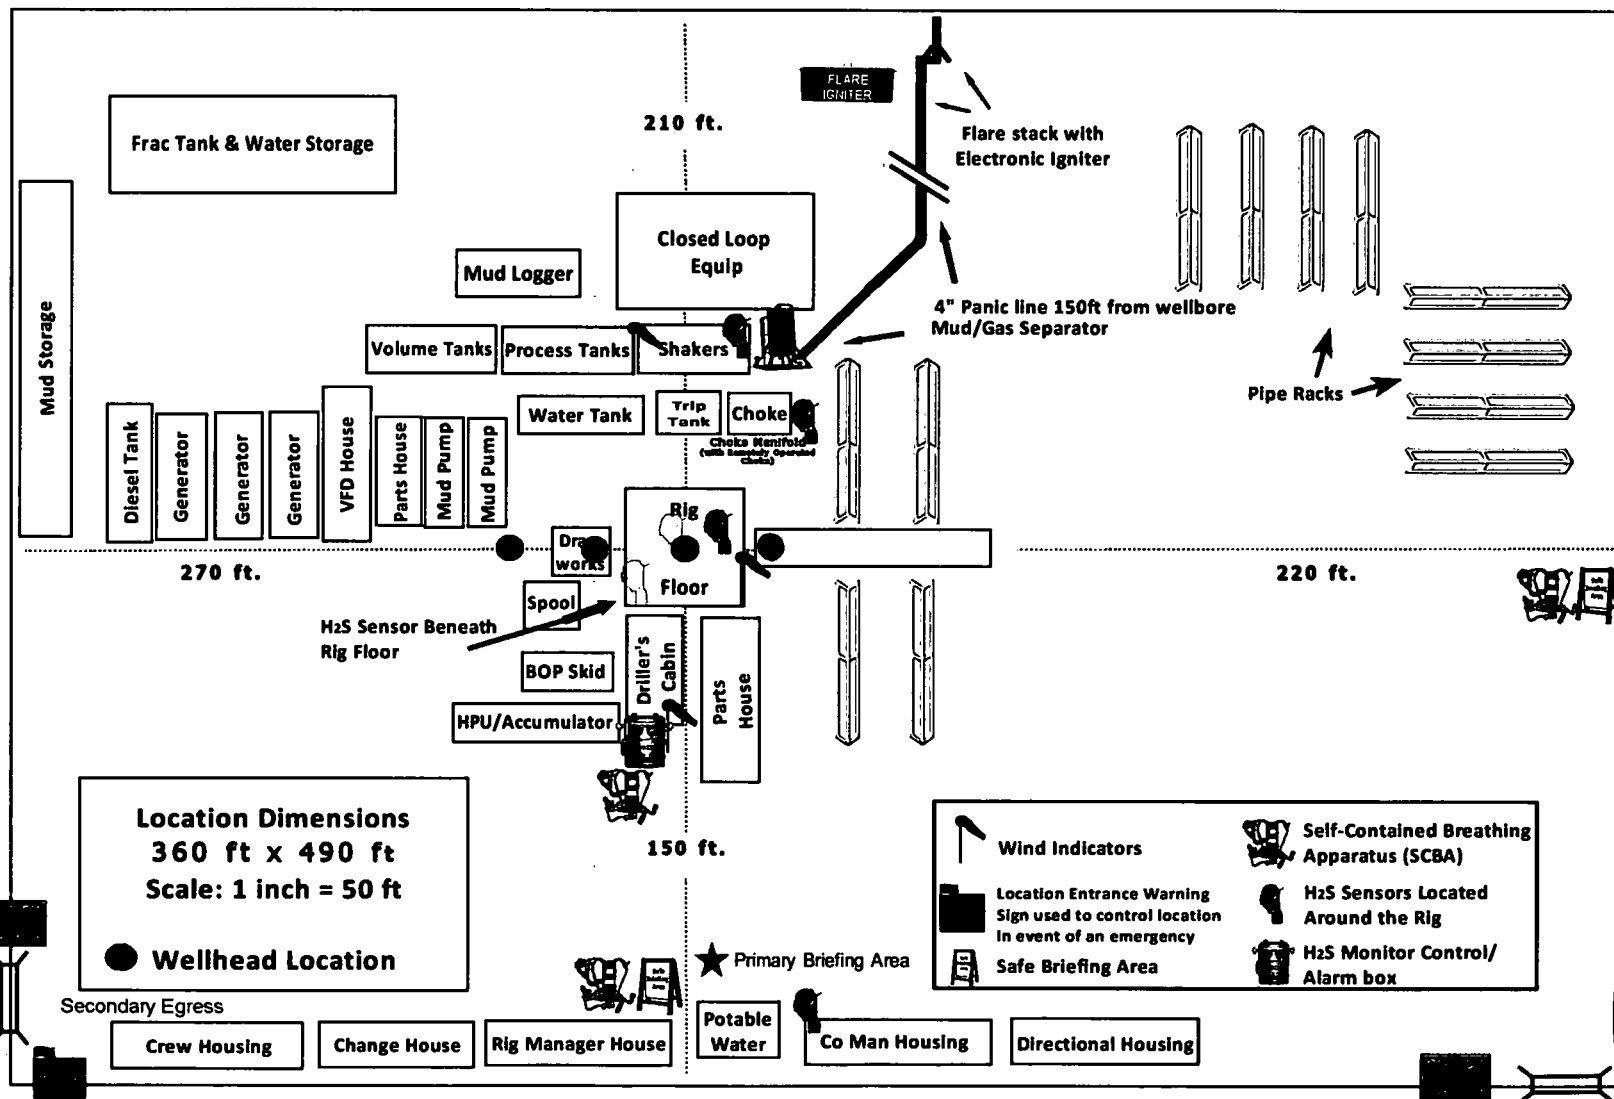 FLARE
IGNITER
210 ft.
Flare stack with
Electronic Igniter
Frac Tank & Water Storage
Mud Storage
Closed Loop
Equip
Mud Logger
4" Panic line 150ft from wellbore
Mud/Gas Separator
Volume Tanks
Process Tanks
Shakers
Pipe Racks
Water Tank
Trip
Tank
Choke
Choke Manifold
(with Remotely Operated
Choke)
Diesel Tank
Generator
Generator
Generator
VFD House
Parts House
Mud Pump
Mud Pump
Rig
Floor
Dra
works
270 ft.
220 ft.
Spool
H2S Sensor Beneath
Rig Floor
BOP Skid
Driller's
Cabin
Parts
House
HPU/Accumulator
150 ft.
Location Dimensions
360 ft x 490 ft
Scale: 1 inch = 50 ft
Wellhead Location
Wind Indicators
Location Entrance Warning
Sign used to control location
In event of an emergency
Safe Briefing Area
Self-Contained Breathing
Apparatus (SCBA)
H2S Sensors Located
Around the Rig
H2S Monitor Control/
Alarm box
Primary Briefing Area
Secondary Egress
Crew Housing
Change House
Rig Manager House
Potable
Water
Co Man Housing
Directional Housing